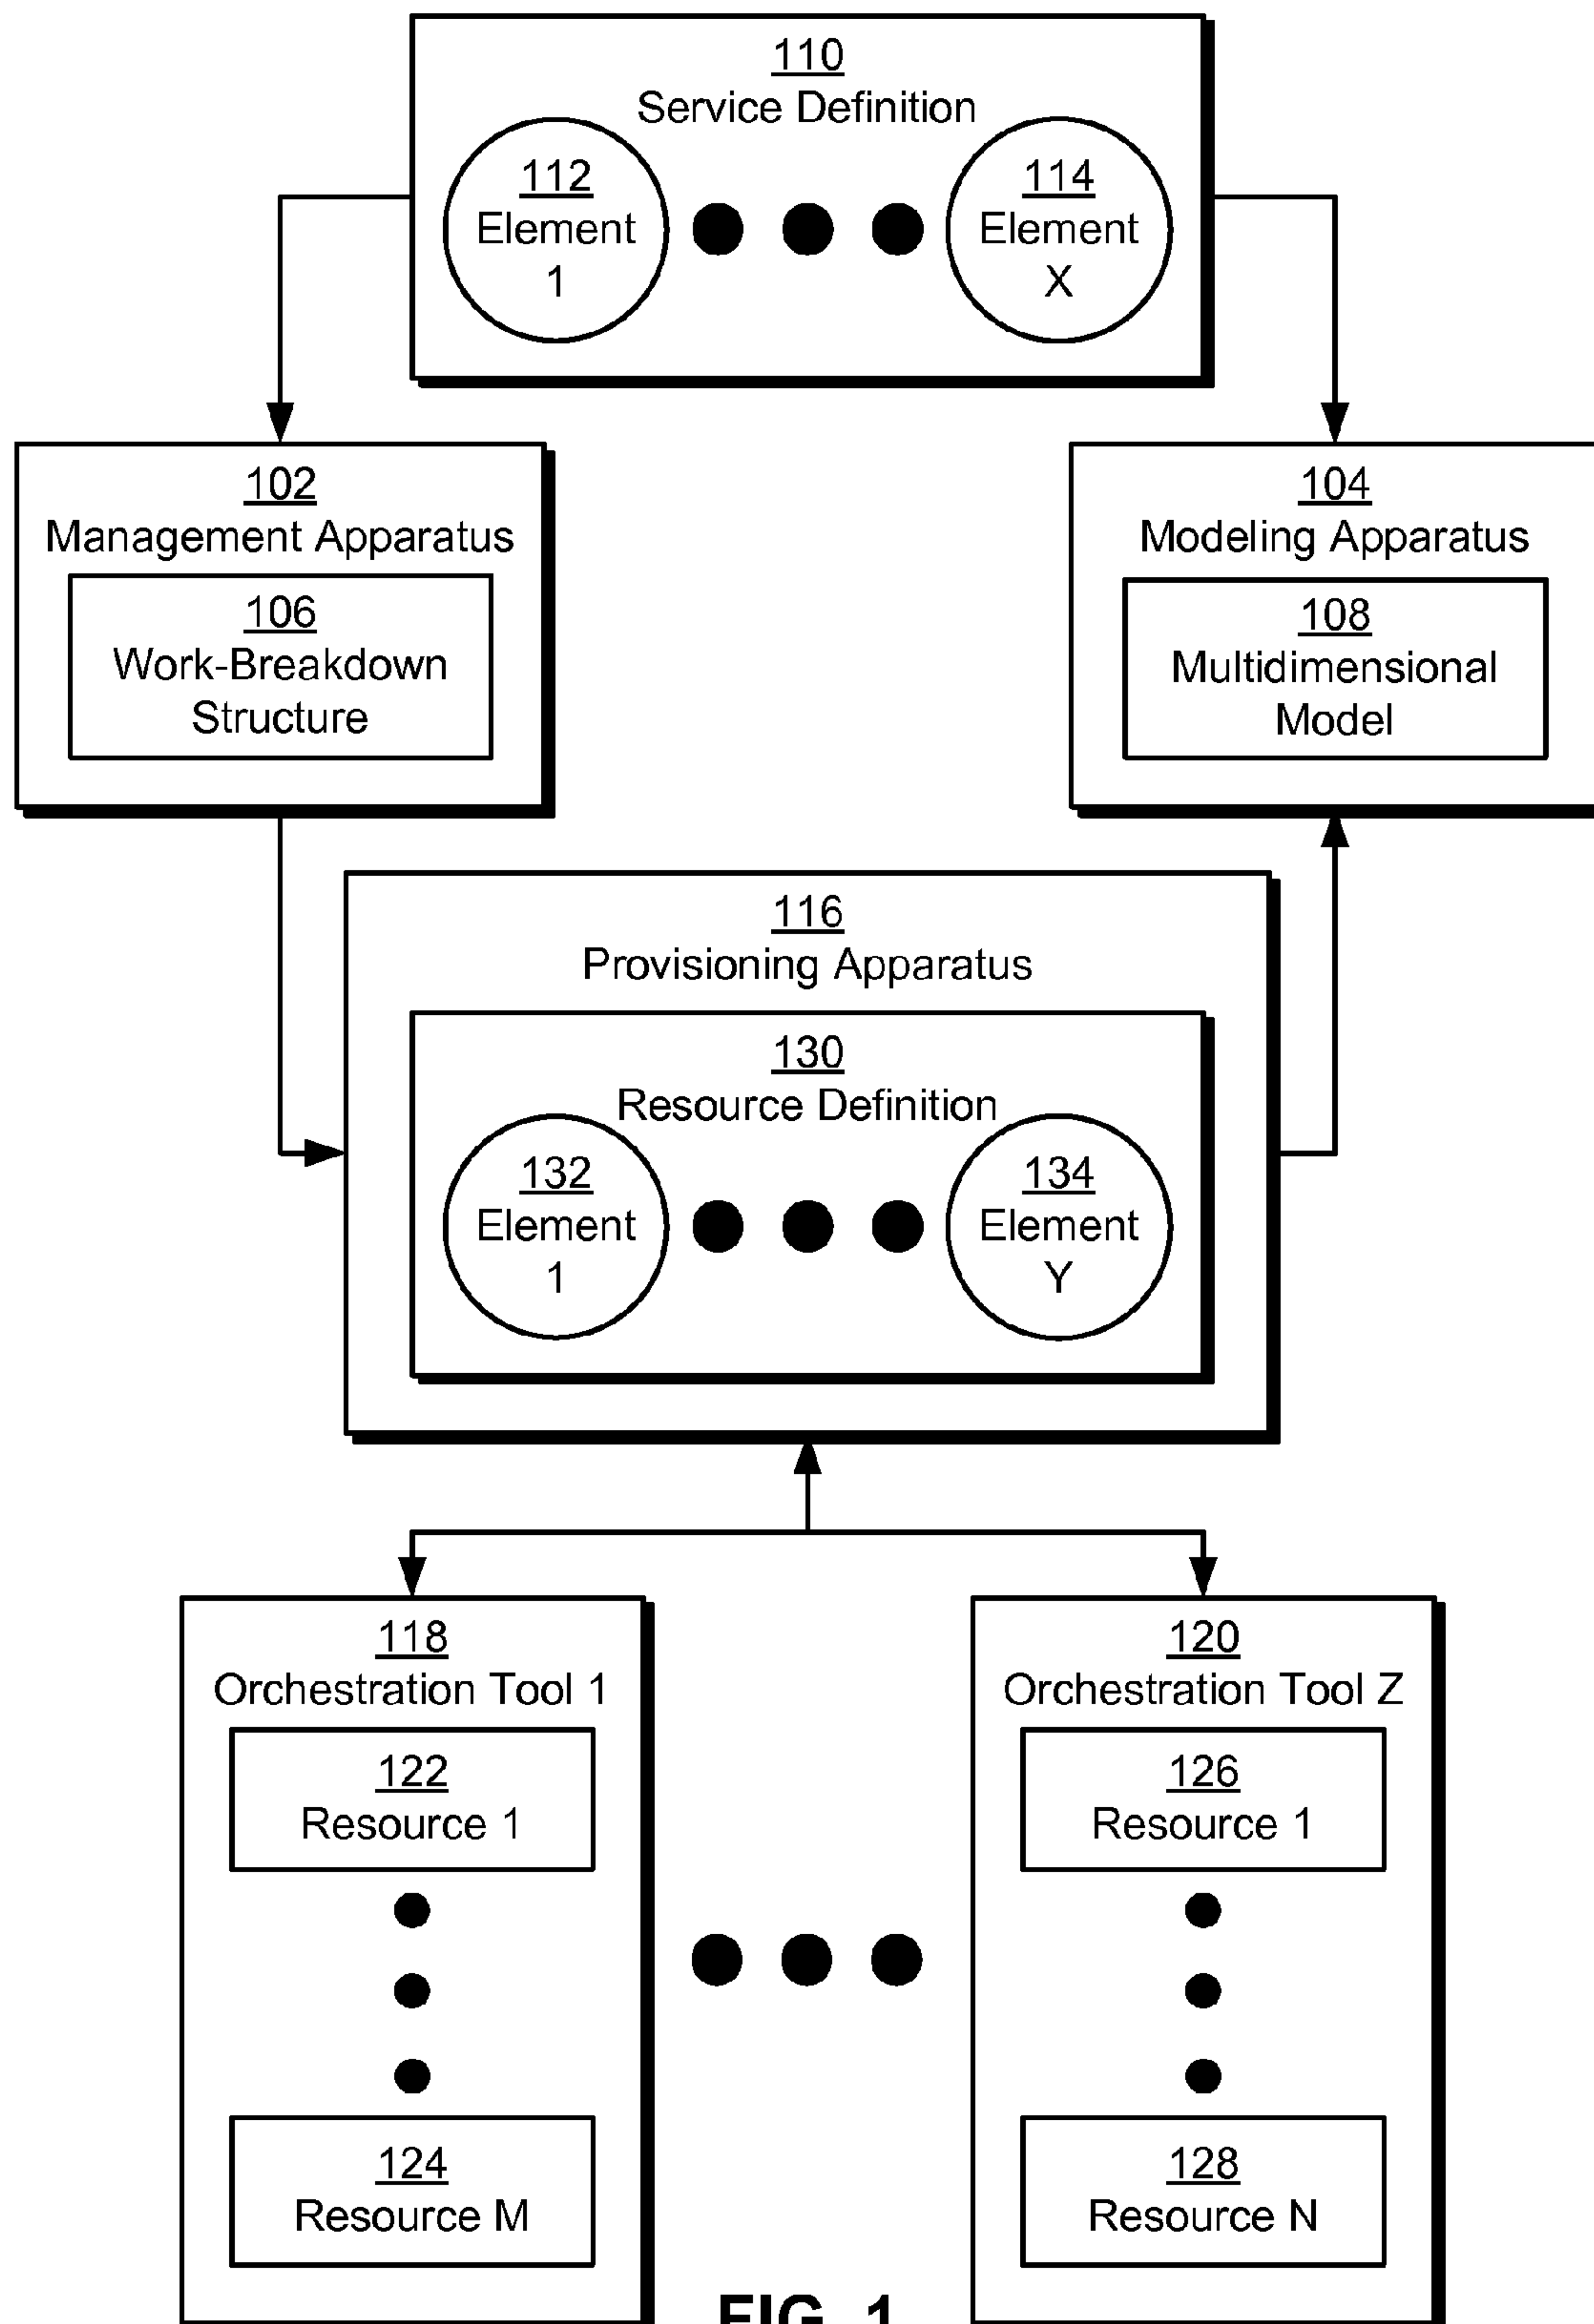 110
Service Definition
112
Element
1
114
Element
X
102
Management Apparatus
106
Work-Breakdown
Structure
104
Modeling Apparatus
108
Multidimensional
Model
116
Provisioning Apparatus
130
Resource Definition
132
Element
1
134
Element
Y
118
Orchestration Tool 1
122
Resource 1
124
Resource M
120
Orchestration Tool Z
126
Resource 1
128
Resource N
FIG. 1